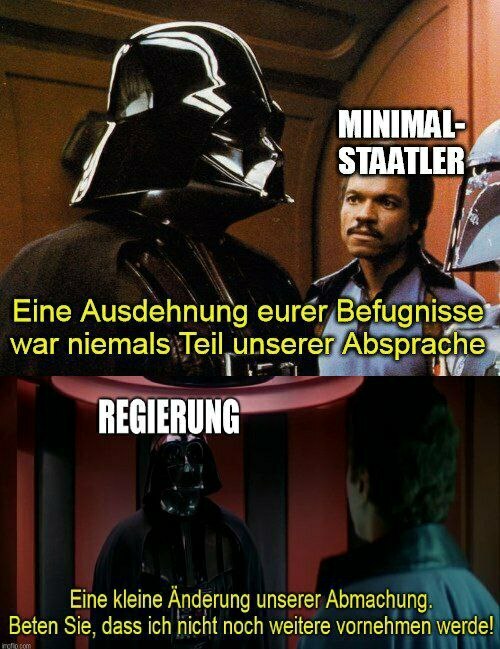 MINIMAL-
STAATLER
Eine Ausdehnung eurer Befugnisse
war niemals Teil unserer Absprache
REGIERUNG
Eine kleine Änderung unserer Abmachung.
Beten Sie, dass ich nicht noch weitere vornehmen werde!
imgflip.com